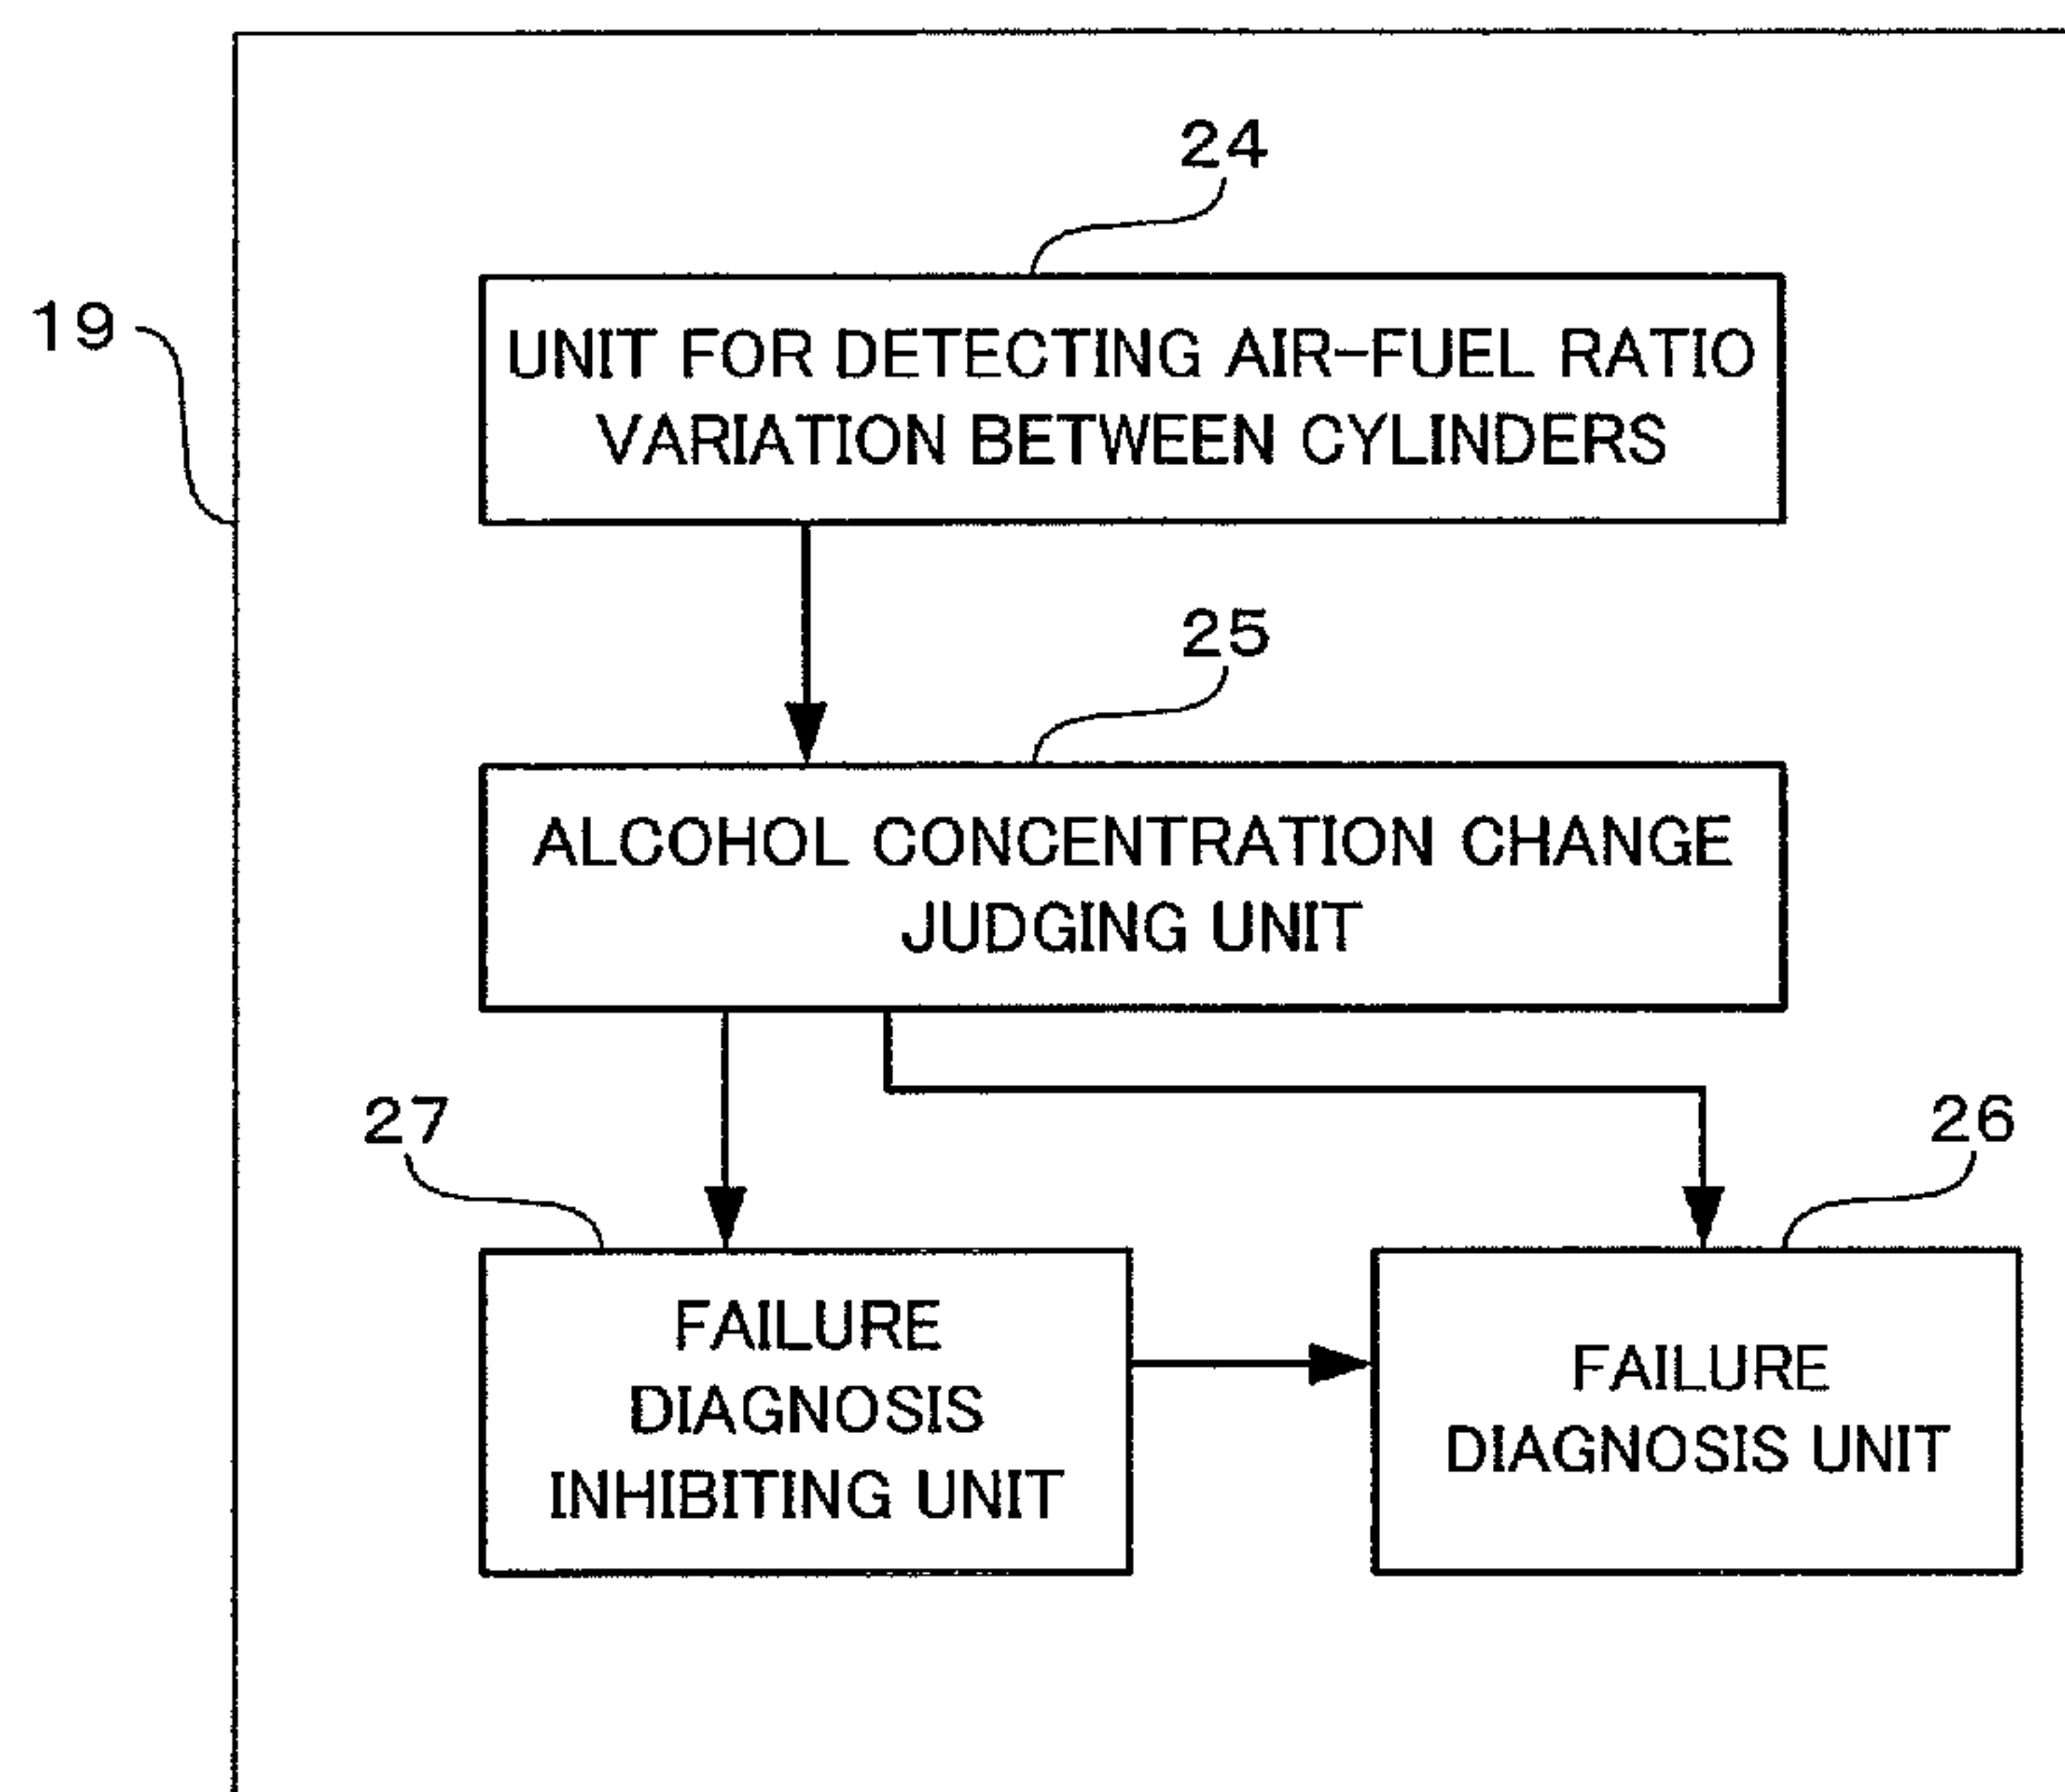 24
19
UNIT FOR DETECTING AIR-FUEL RATIO
VARIATION BETWEEN CYLINDERS
25
ALCOHOL CONCENTRATION CHANGE
JUDGING UNIT
27
26
FAILURE
DIAGNOSIS
INHIBITING UNIT
FAILURE
DIAGNOSIS UNIT